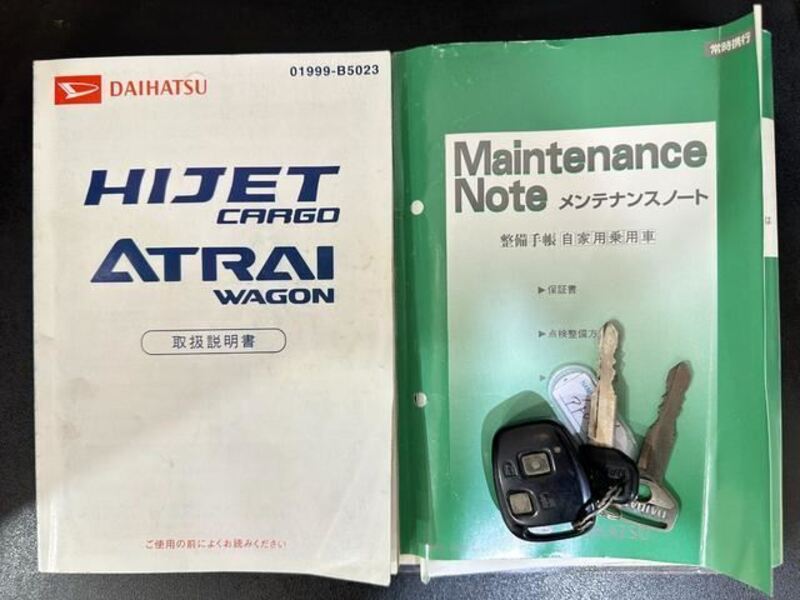 DAIHATSU
01999-B5023
HIJET
CARGO
ATRAI
WAGON
取扱説明書
ご使用の前によくお読みください
常時携行
Maintenance
Note メンテナンスノート
整備手帳 自家用乗用車
▶保証書
▶点検整備方
は